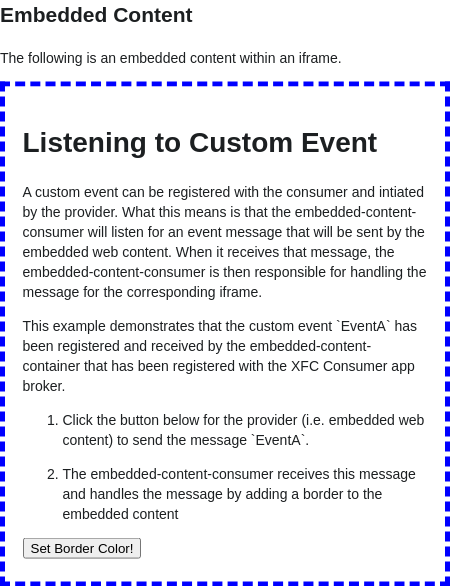 Embedded Content
The following is an embedded content within an iframe.
Listening to Custom Event
A custom event can be registered with the consumer and intiated
by the provider. What this means is that the embedded-content-
consumer will listen for an event message that will be sent by the
embedded web content. When it receives that message, the
embedded-content-consumer is then responsible for handling the
message for the corresponding iframe.
This example demonstrates that the custom event `EventA` has
been registered and received by the embedded-content-
container that has been registered with the XFC Consumer app
broker.
1. Click the button below for the provider (i.e. embedded web
content) to send the message `EventA`.
2. The embedded-content-consumer receives this message
and handles the message by adding a border to the
embedded content
Set Border Color!